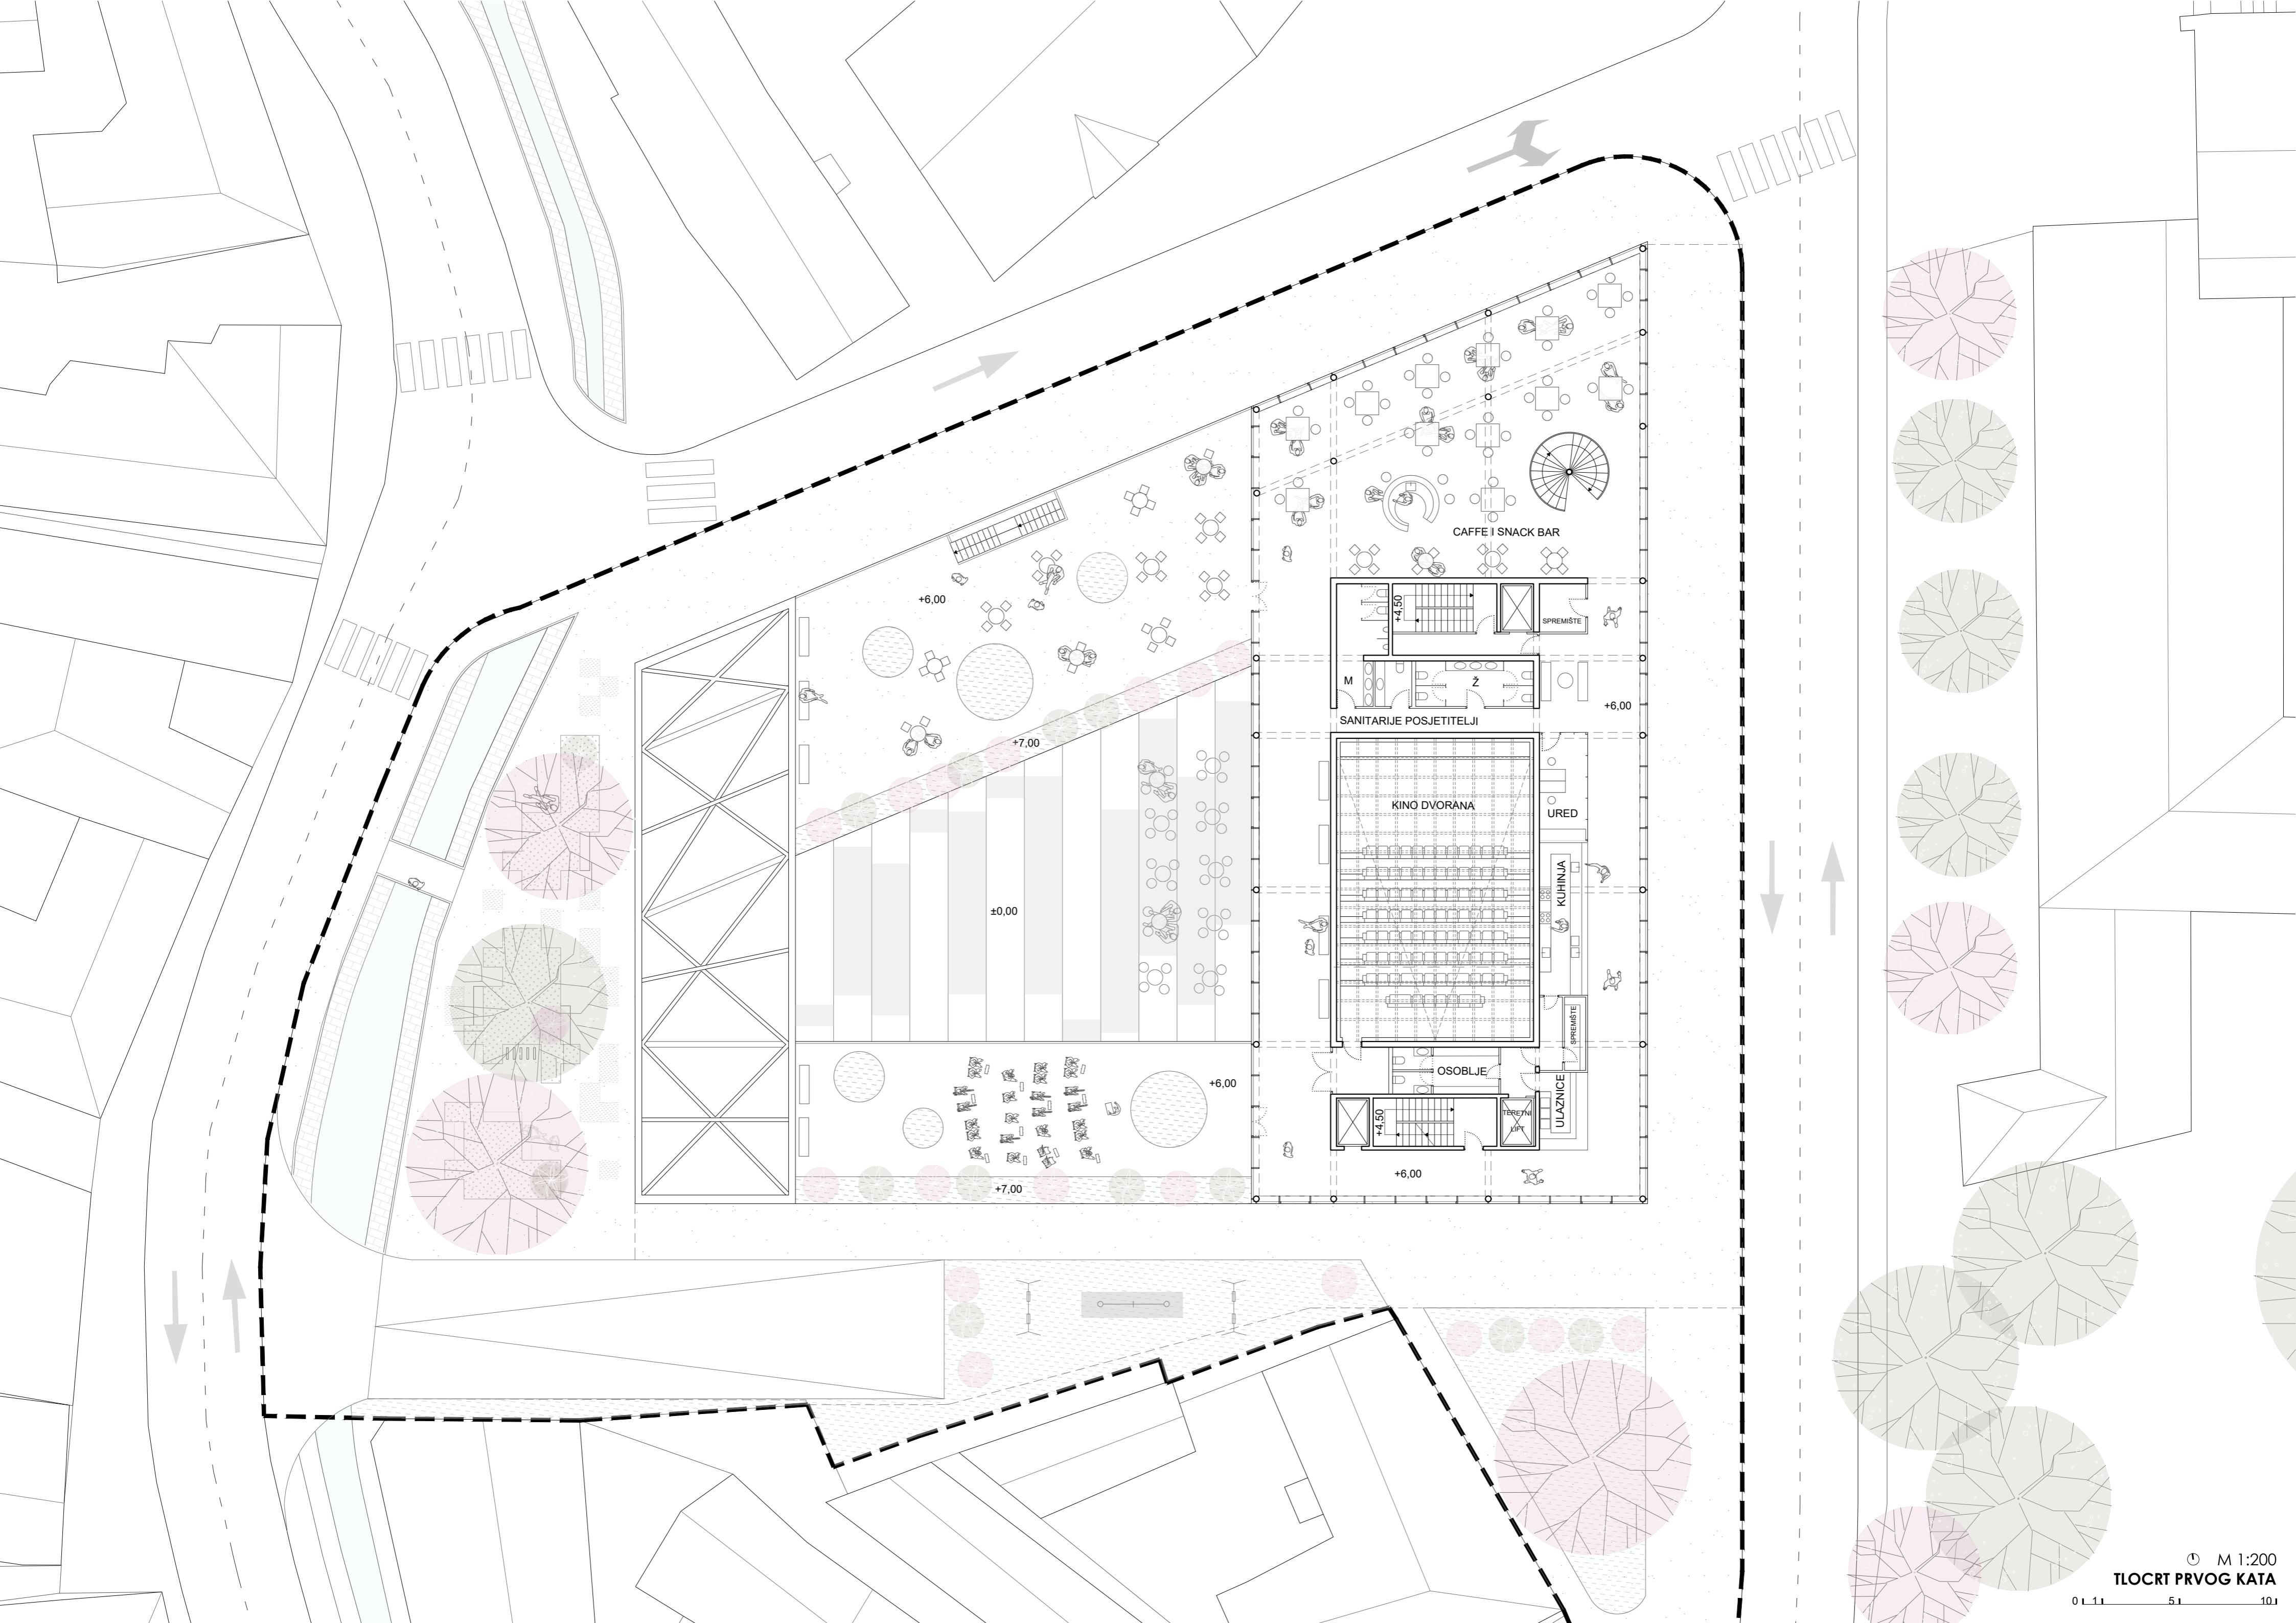 CAFFE I SNACK BAR
+6,00
+4,50
SPREMIŠTE
M
Ž
+6,00
SANITARIJE POSJETITELJI
+7,00
KINO DVORANA
URED
KUHINJA
±0,00
SPREMIŠTE
OSOBLJE
+6,00
ULAZNICE
+4,50
TERETNI
LIFT
+6,00
+7,00
M 1:200
TLOCRT PRVOG KATA
0 1 5 10